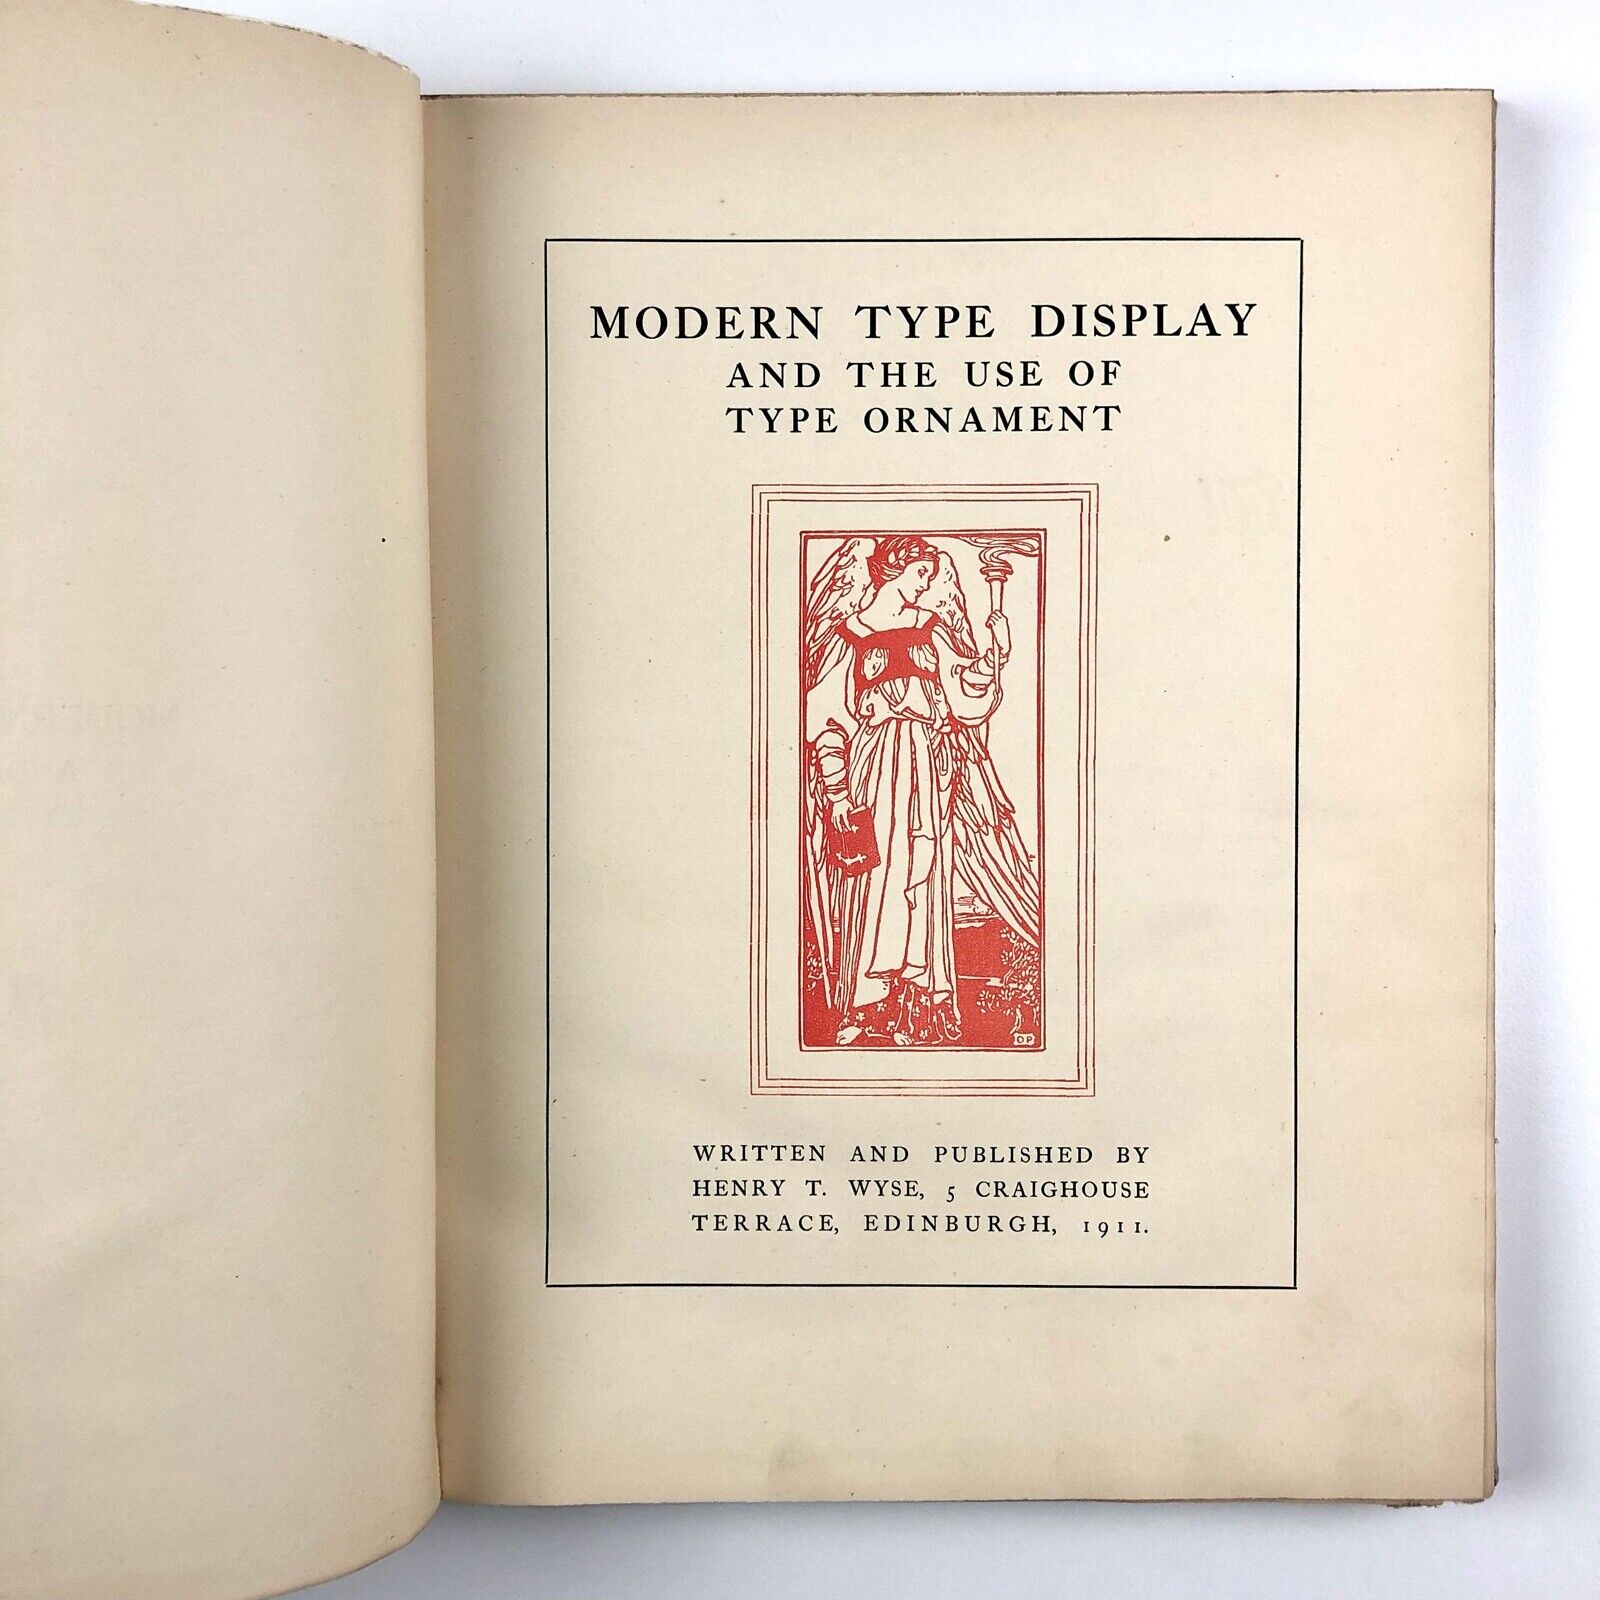 MODERN TYPE DISPLAY
AND THE USE OF
TYPE ORNAMENT
OP
WRITTEN AND PUBLISHED BY
HENRY T. WYSE, 5 CRAIGHOUSE
TERRACE, EDINBURGH, 1911.